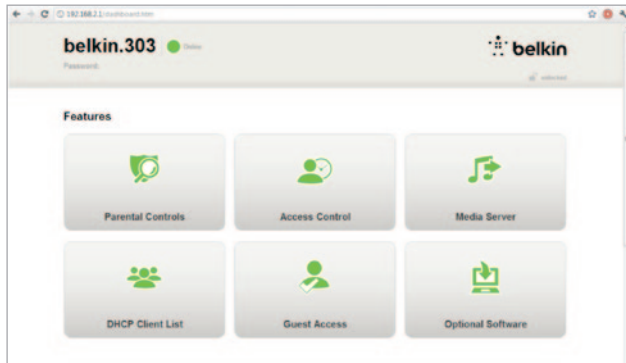 192.168.2.1/dashboard.htm
belkin.303
belkin
Password:
Features
Parental Controls
Access Control
Media Server
DHCP Client List
Guest Access
Optional Software